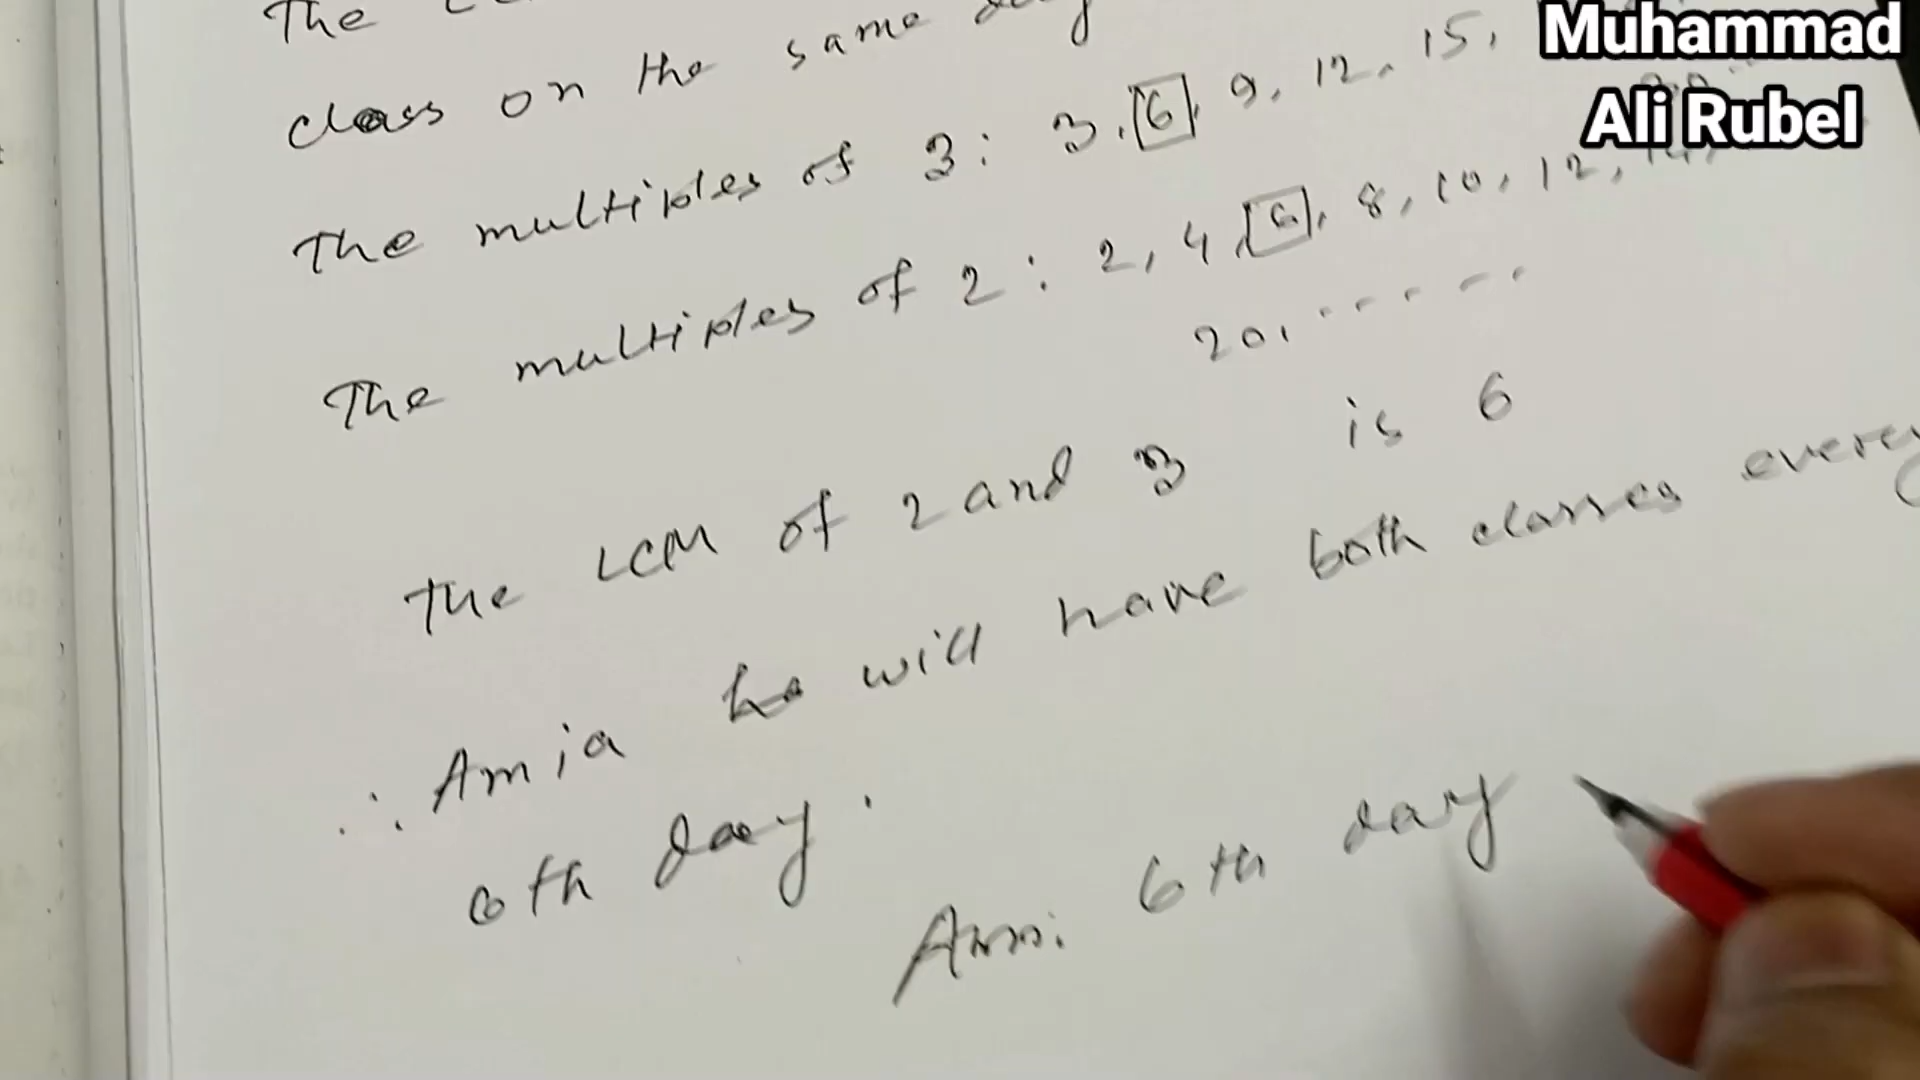 The
class on the same day
The multiples of 3: 3, 6, 9, 12, 15,
The multiples of 2: 2, 4, 6, 8, 10, 12, 14,
20, ......
The LCM of 2 and 3 is 6
∴ Amia he will have both classes every
6th day.
Ans: 6th day
Muhammad
Ali Rubel